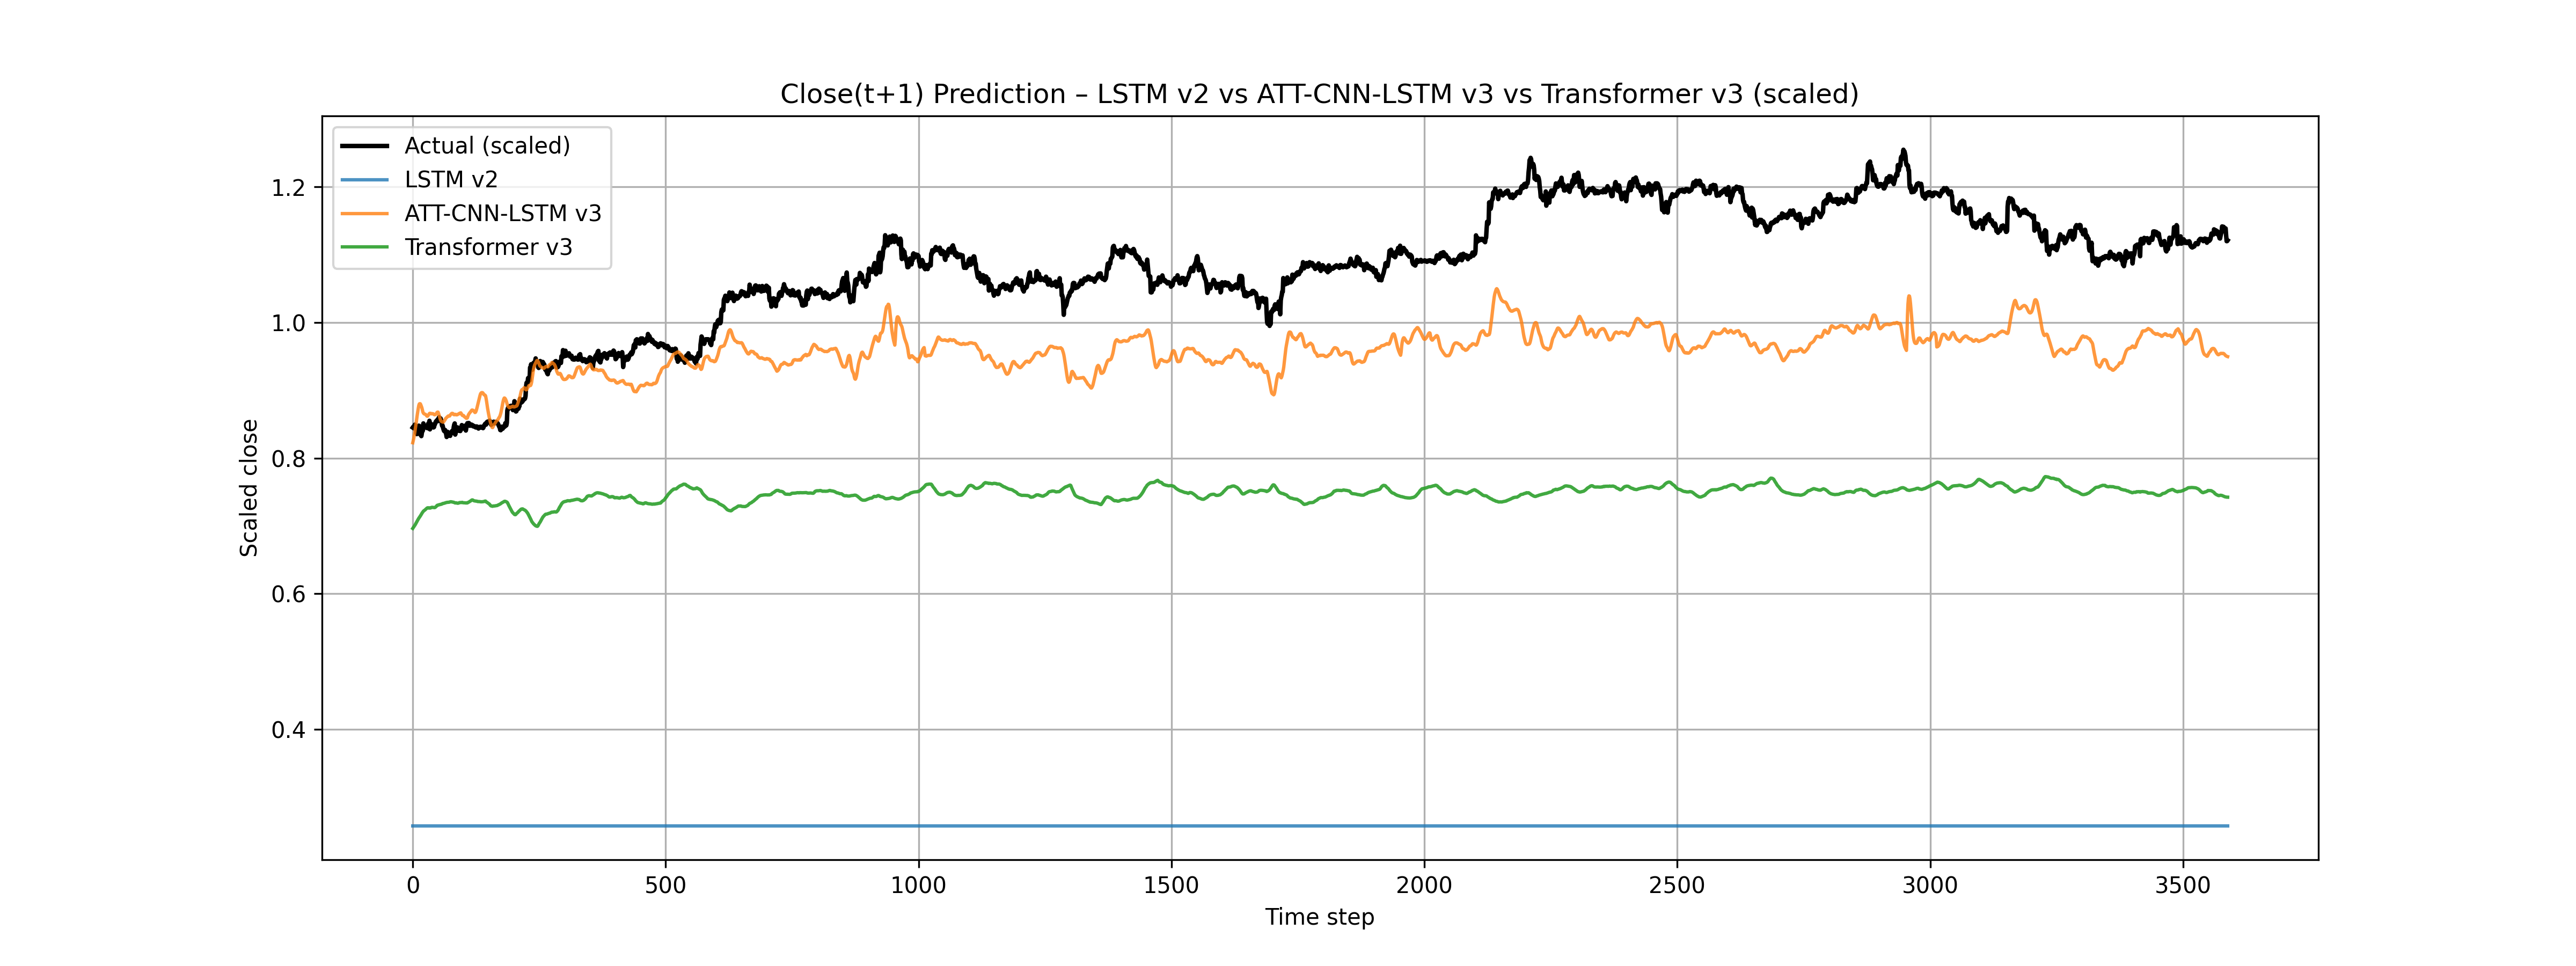 Close(t+1) Prediction – LSTM v2 vs ATT-CNN-LSTM v3 vs Transformer v3 (scaled)
Actual (scaled)
LSTM v2
ATT-CNN-LSTM v3
Transformer v3
Scaled close
1.2
1.0
0.8
0.6
0.4
0 500 1000 1500 2000 2500 3000 3500
Time step